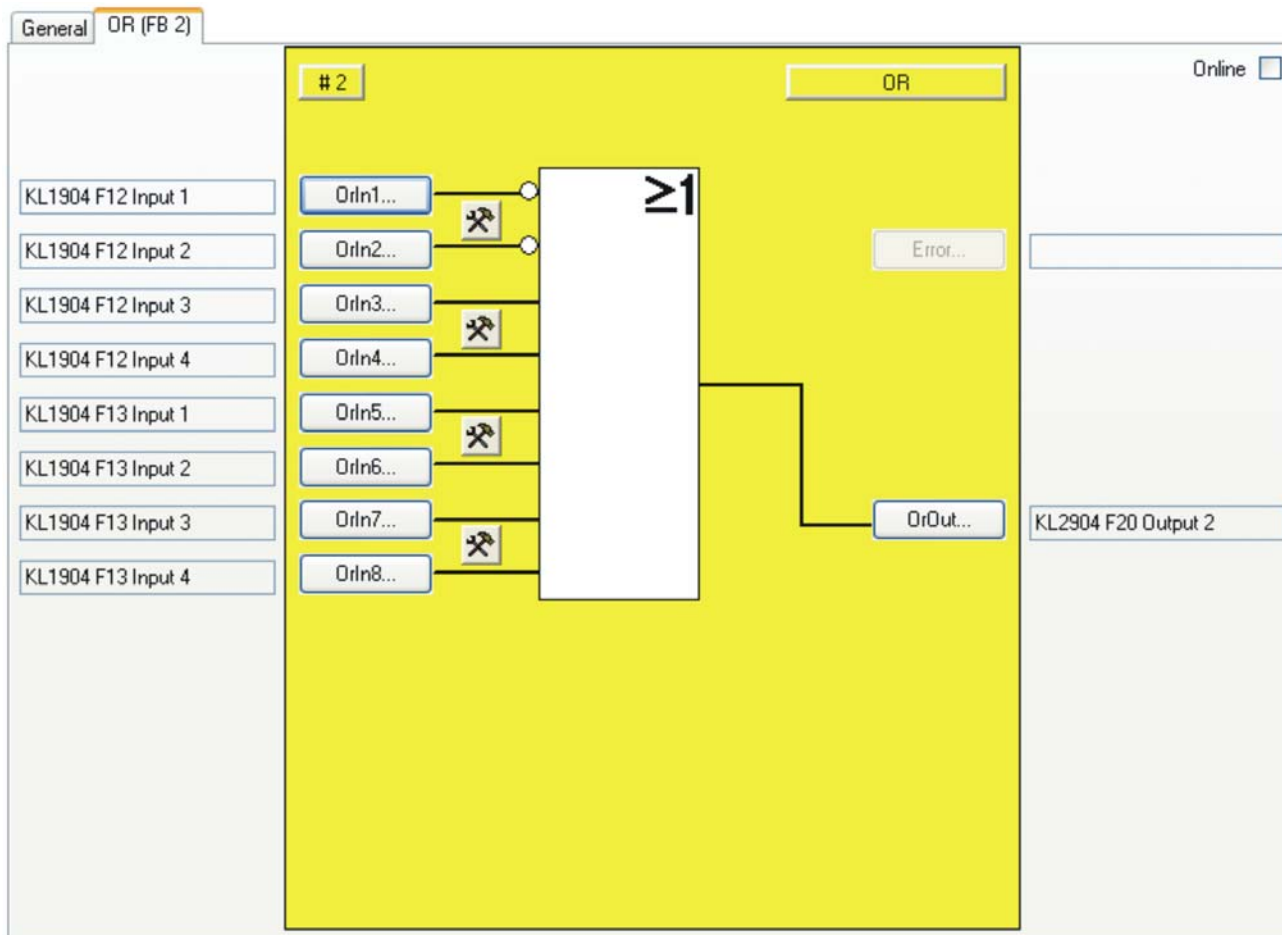 General OR (FB 2)
# 2 OR Online
KL1904 F12 Input 1 OrIn1... ≥1
KL1904 F12 Input 2 OrIn2... Error...
KL1904 F12 Input 3 OrIn3...
KL1904 F12 Input 4 OrIn4...
KL1904 F13 Input 1 OrIn5...
KL1904 F13 Input 2 OrIn6...
KL1904 F13 Input 3 OrIn7... OrOut... KL2904 F20 Output 2
KL1904 F13 Input 4 OrIn8...